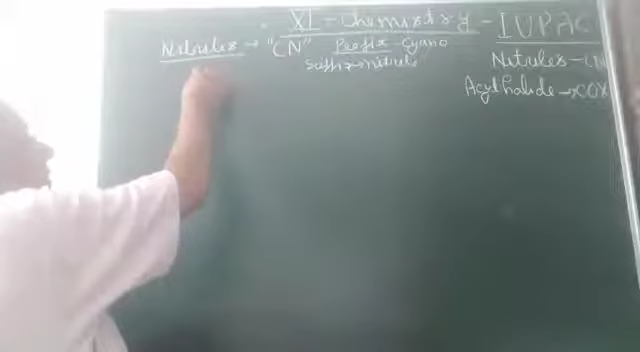 XI - Chemistry - IUPAC
Nitriles → "CN" Prefix - Cyano
Suffix → nitrile
Nitriles - CN
Acyl halide → COX